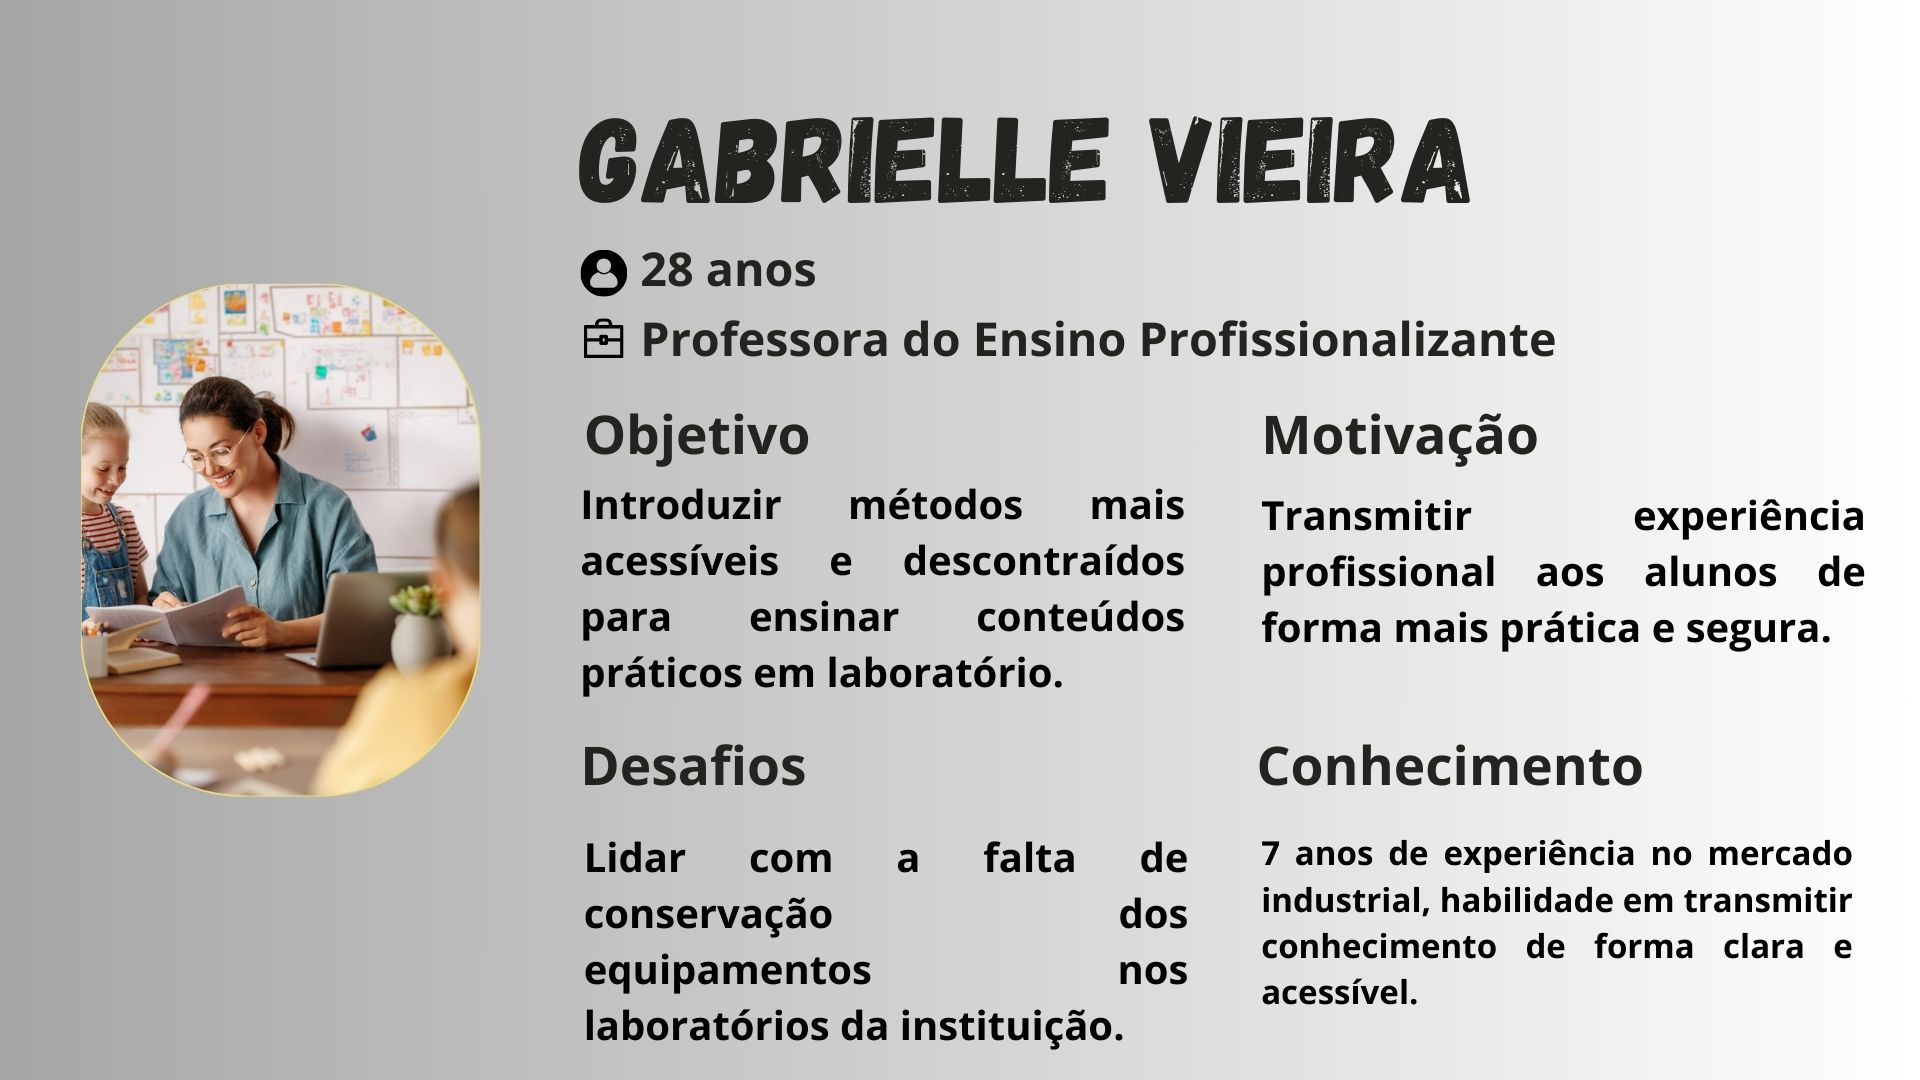 GABRIELLE VIEIRA
28 anos
Professora do Ensino Profissionalizante
Objetivo
Introduzir métodos mais
acessíveis e descontraídos
para ensinar conteúdos
práticos em laboratório.
Motivação
Transmitir experiência
profissional aos alunos de
forma mais prática e segura.
Desafios
Lidar com a falta de
conservação dos
equipamentos nos
laboratórios da instituição.
Conhecimento
7 anos de experiência no mercado
industrial, habilidade em transmitir
conhecimento de forma clara e
acessível.